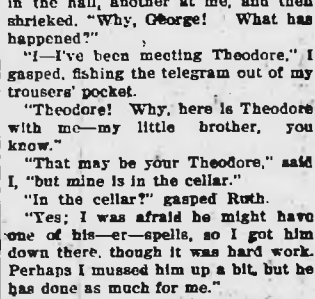 in the hall, another at me, and then
shrieked. "Why, George! What has
happened?"
"I—I've been meeting Theodore," I
gasped, fishing the telegram out of my
trousers' pocket.
"Theodore! Why, here is Theodore
with me—my little brother, you
know."
"That may be your Theodore," said
I, "but mine is in the cellar."
"In the cellar?" gasped Ruth.
"Yes; I was afraid he might have
one of his—er—spells, so I got him
down there, though it was hard work.
Perhaps I mussed him up a bit, but he
has done as much for me."